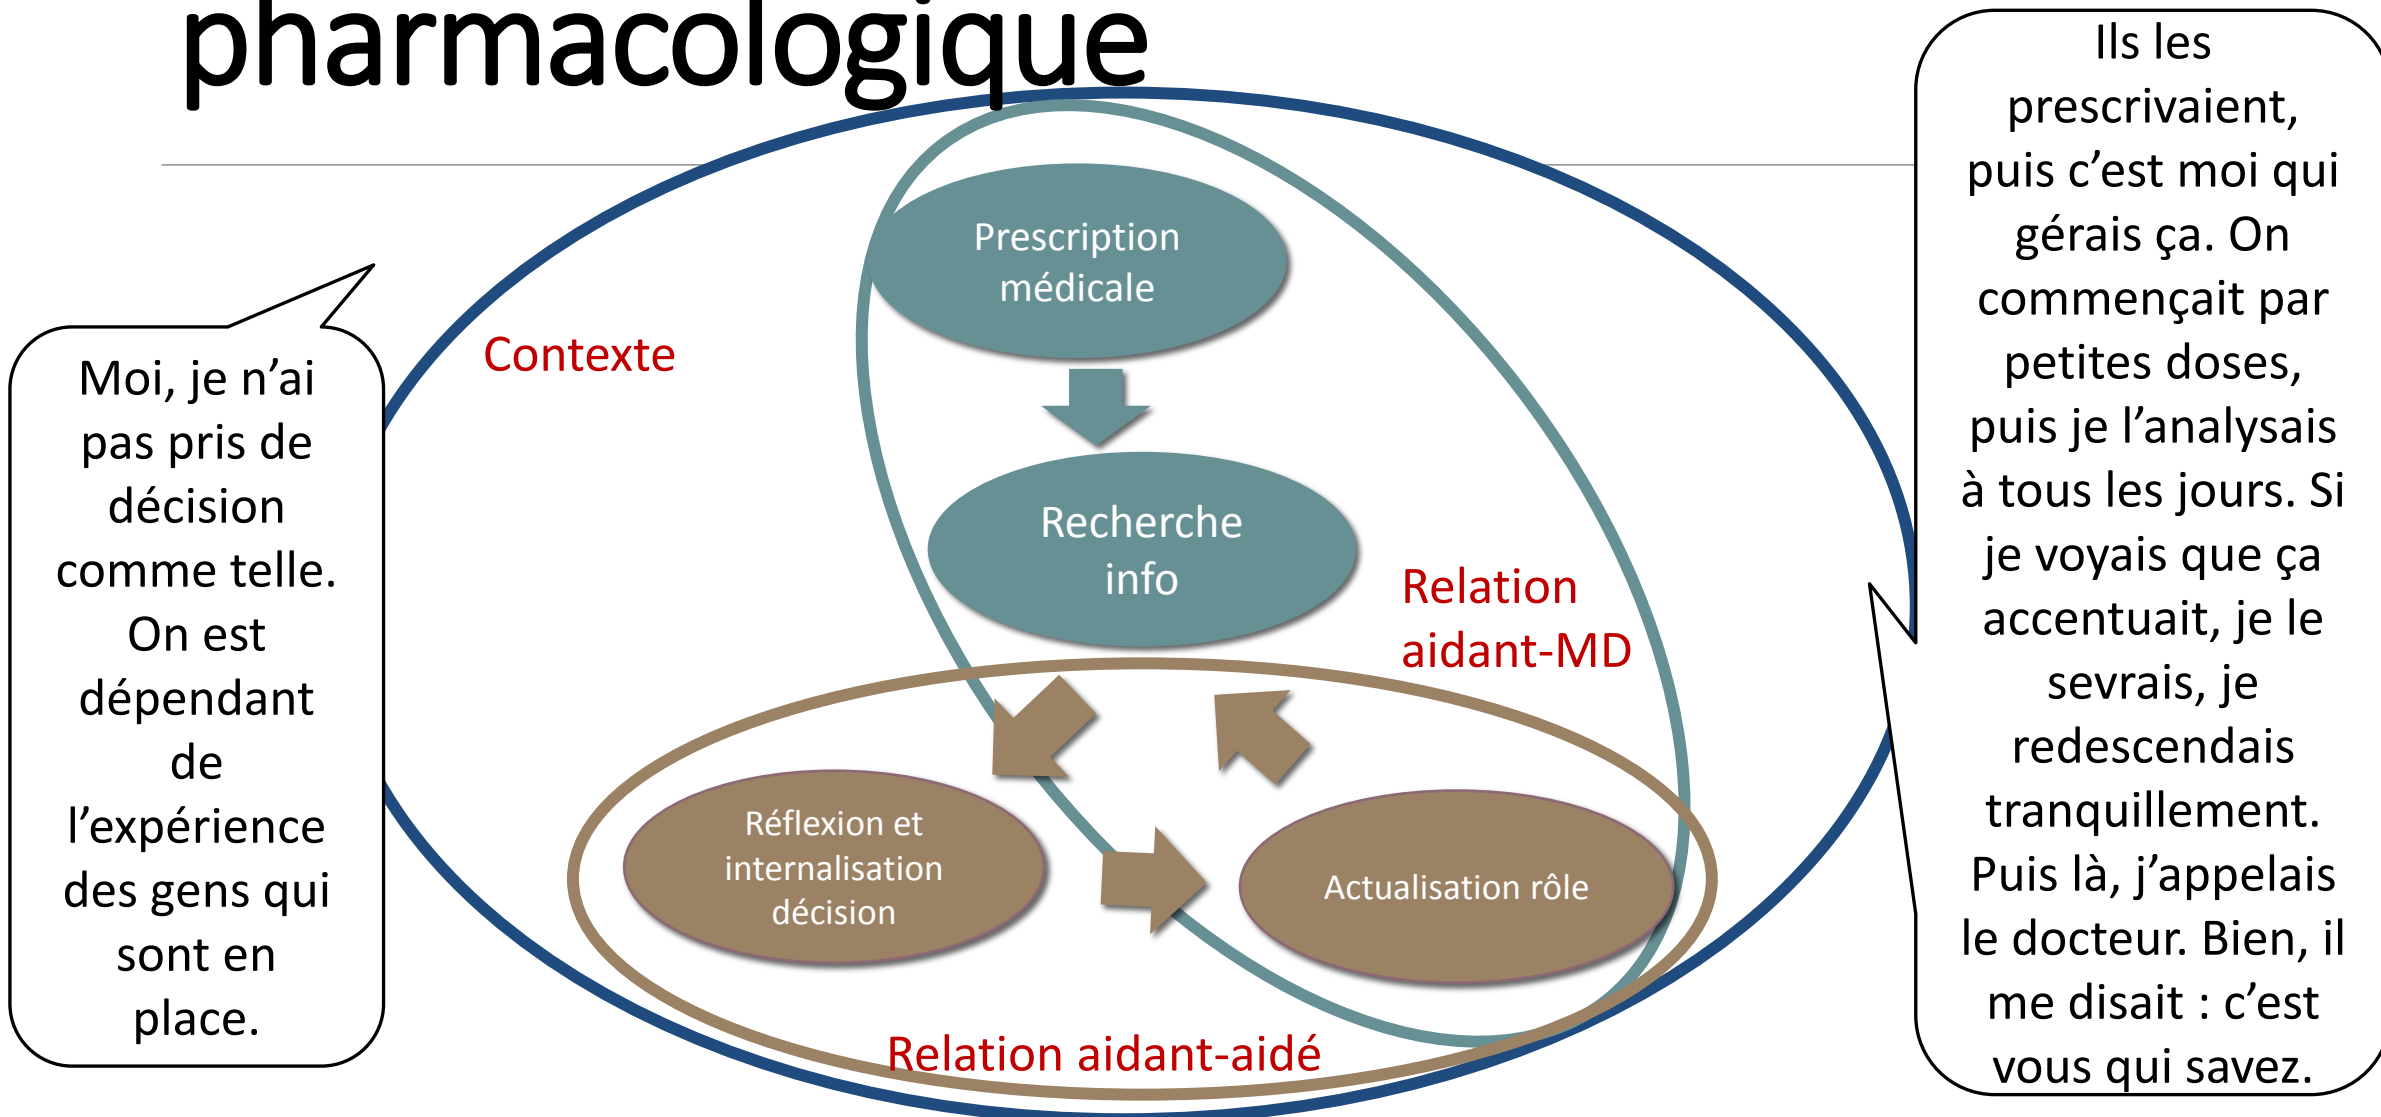 pharmacologique
Moi, je n’ai
pas pris de
décision
comme telle.
On est
dépendant
de
l’expérience
des gens qui
sont en
place.
Contexte
Prescription
médicale
Recherche
info
Relation
aidant-MD
Réflexion et
internalisation
décision
Actualisation rôle
Relation aidant-aidé
Ils les
prescrivaient,
puis c’est moi qui
gérais ça. On
commençait par
petites doses,
puis je l’analysais
à tous les jours. Si
je voyais que ça
accentuait, je le
sevrais, je
redescendais
tranquillement.
Puis là, j’appelais
le docteur. Bien, il
me disait : c’est
vous qui savez.